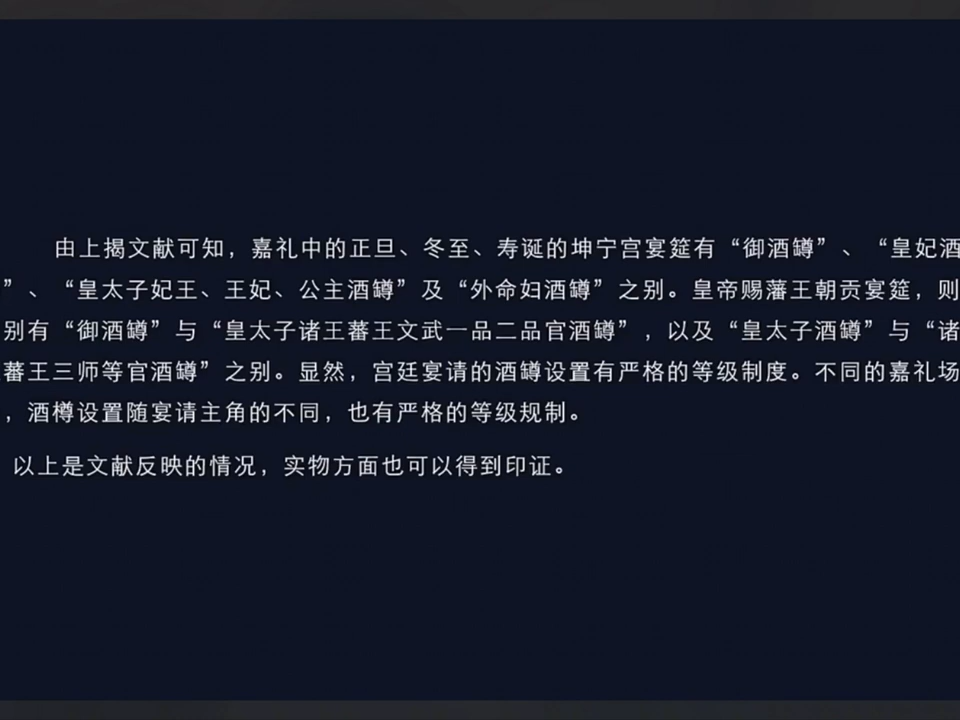 由上揭文献可知，嘉礼中的正旦、冬至、寿诞的坤宁宫宴筵有“御酒罇”、“皇妃酒
”、“皇太子妃王、王妃、公主酒罇”及“外命妇酒罇”之别。皇帝赐藩王朝贡宴筵，则
别有“御酒罇”与“皇太子诸王蕃王文武一品二品官酒罇”，以及“皇太子酒罇”与“诸
蕃王三师等官酒罇”之别。显然，宫廷宴请的酒罇设置有严格的等级制度。不同的嘉礼场
，酒樽设置随宴请主角的不同，也有严格的等级规制。
以上是文献反映的情况，实物方面也可以得到印证。